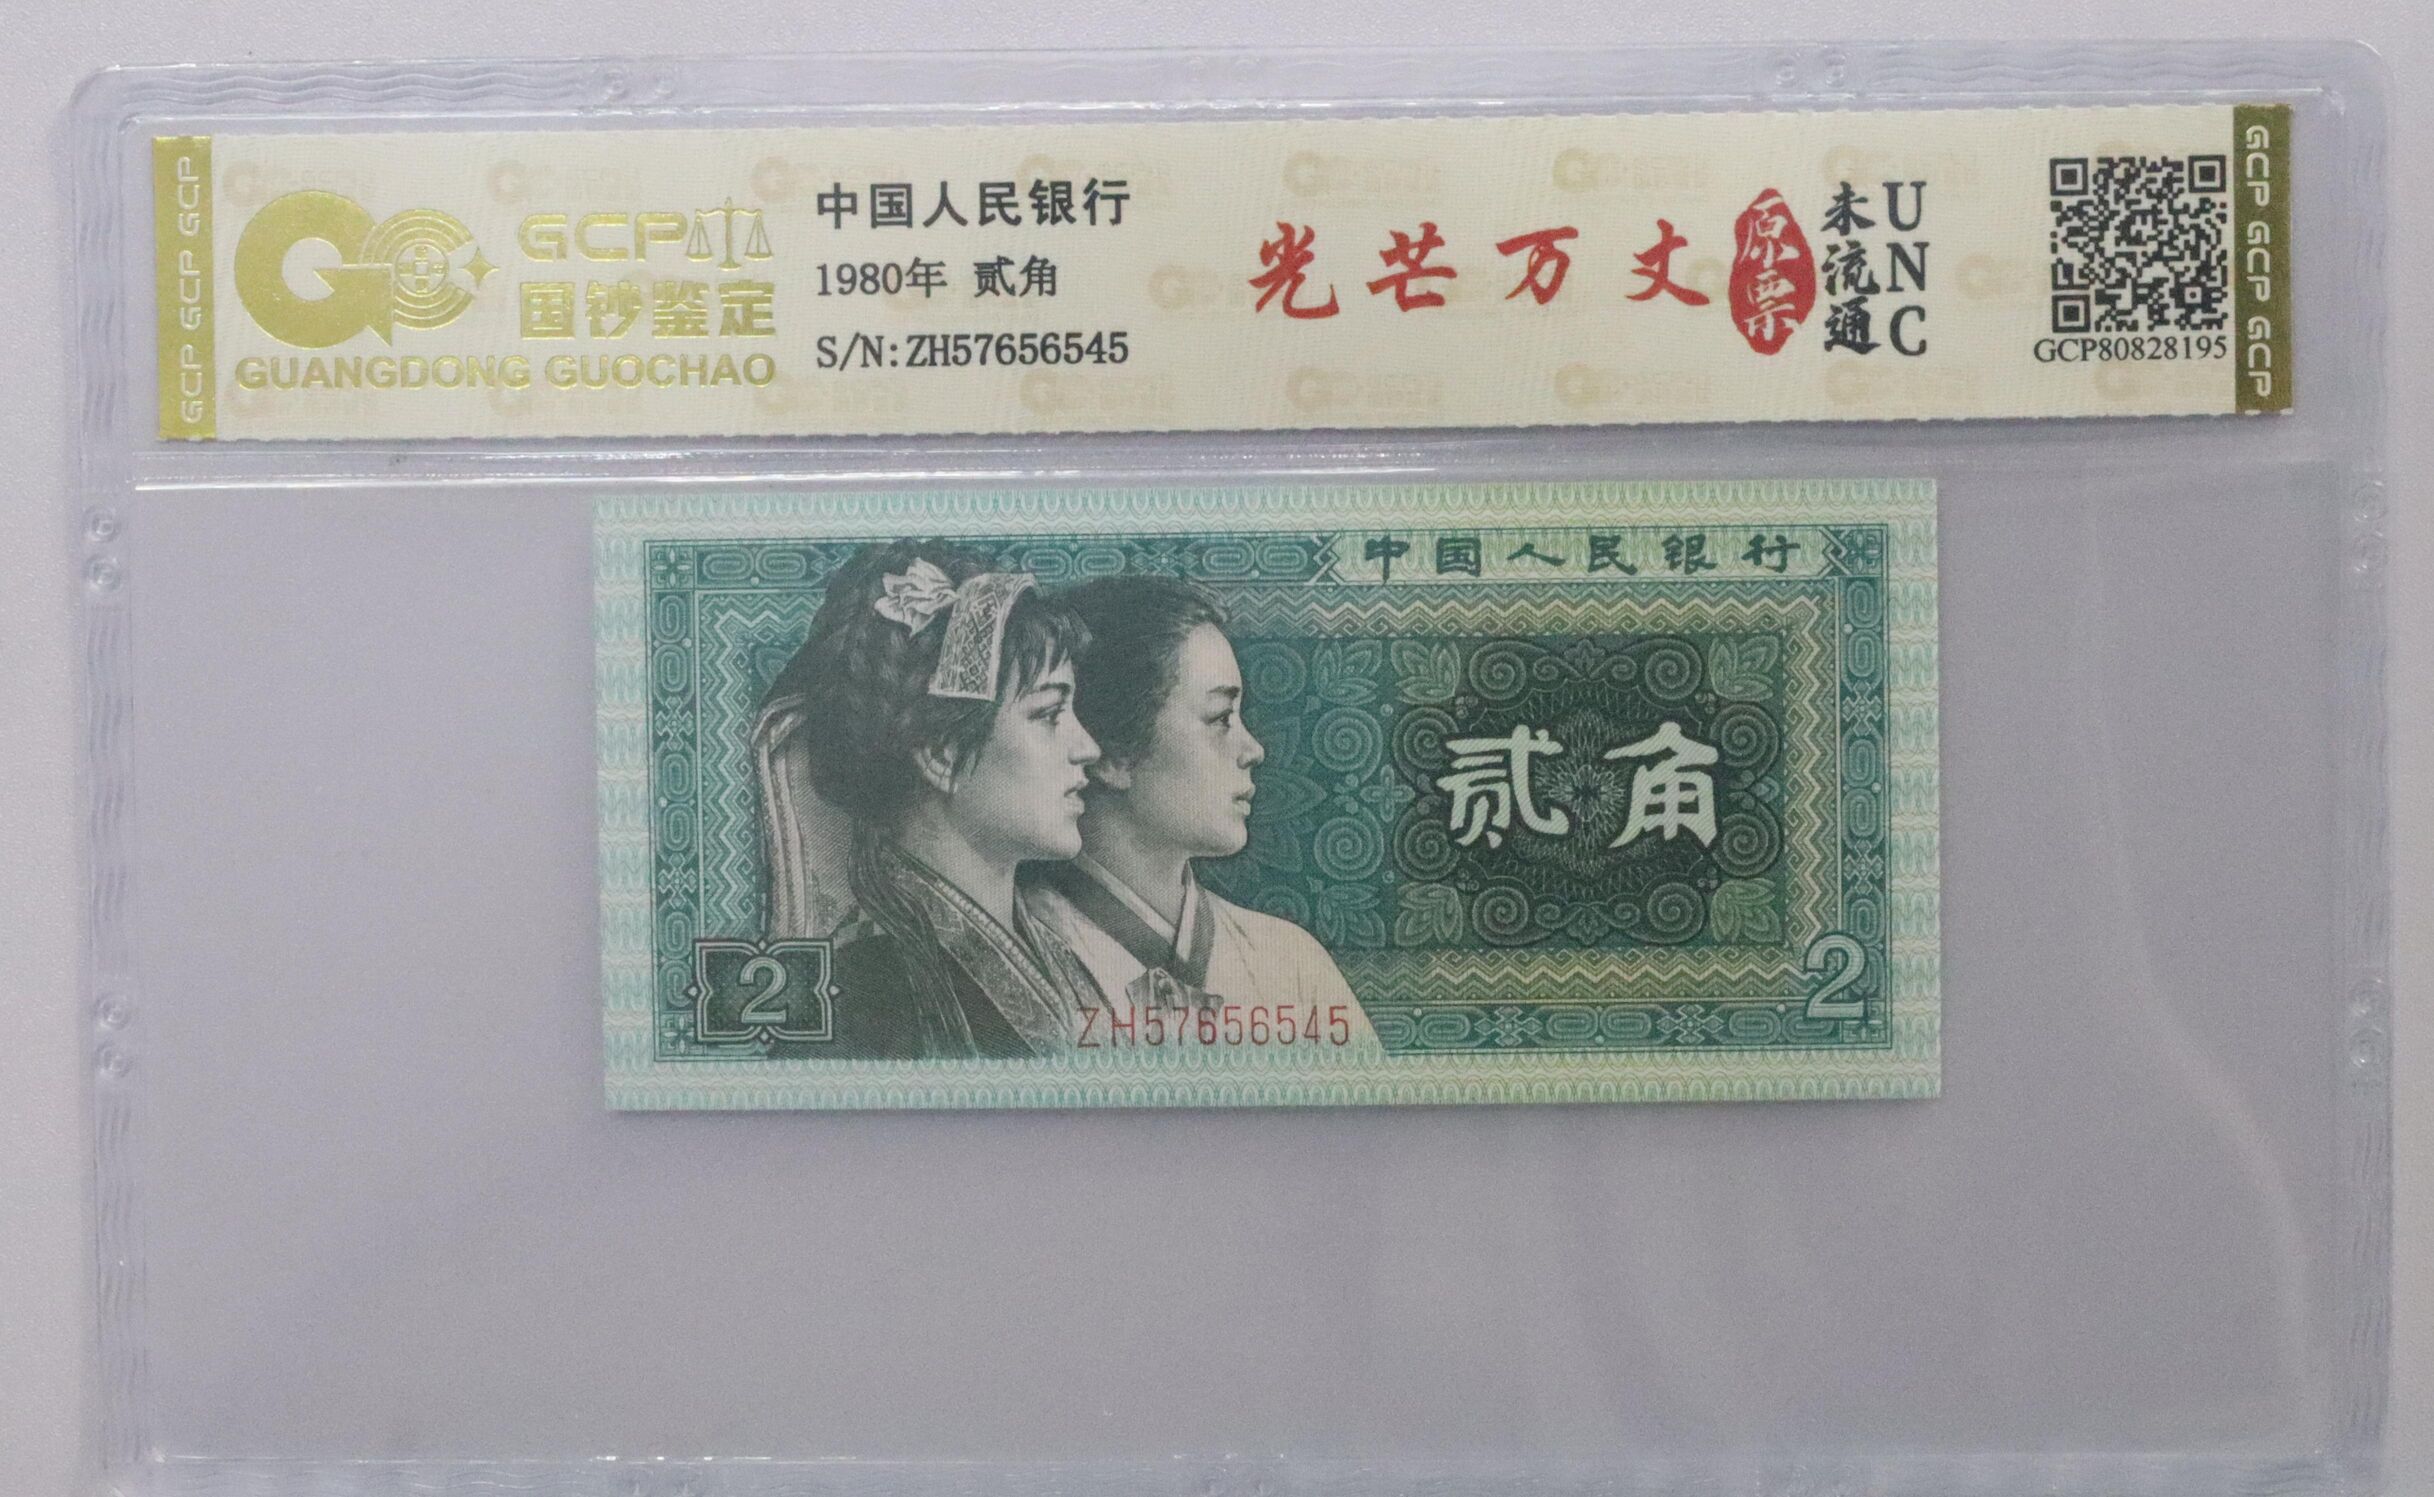 GCP GCP GCP
GCP
国钞鉴定
GUANGDONG GUOCHAO
中国人民银行
1980年 贰角
S/N:ZH57656545
光芒万丈
原票
未流通
UNC
GCP80828195
GCP GCP GCP
中国人民银行
贰角
2
2
ZH57656545